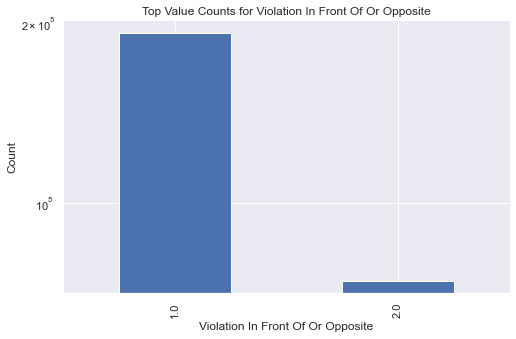 Top Value Counts for Violation In Front Of Or Opposite
2 × 10⁵
Count
10⁵
1.0
2.0
Violation In Front Of Or Opposite